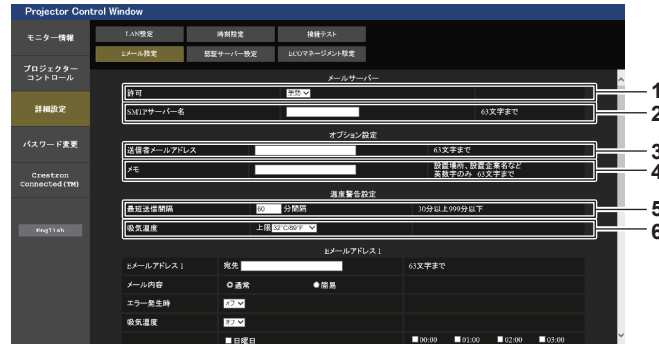 Projector Control Window
モニター情報
プロジェクター
コントロール
詳細設定
パスワード変更
Crestron
Connected(TM)
English
LAN設定 時刻設定 接続テスト
Eメール設定 認証サーバー設定 ECOマネージメント設定
メールサーバー
許可 無効 1
SMTPサーバー名 63文字まで 2
オプション設定
送信者メールアドレス 63文字まで 3
メモ 設置場所、設置企業名など
英数字のみ 63文字まで 4
温度警告設定
最短送信間隔 60 分間隔 30分以上999分以下 5
吸気温度 上限 32°C/89°F 6
Eメールアドレス1
Eメールアドレス1 宛先 63文字まで
メール内容 通常 簡易
エラー発生時 オフ
吸気温度 オフ
日曜日 00:00 01:00 02:00 03:00